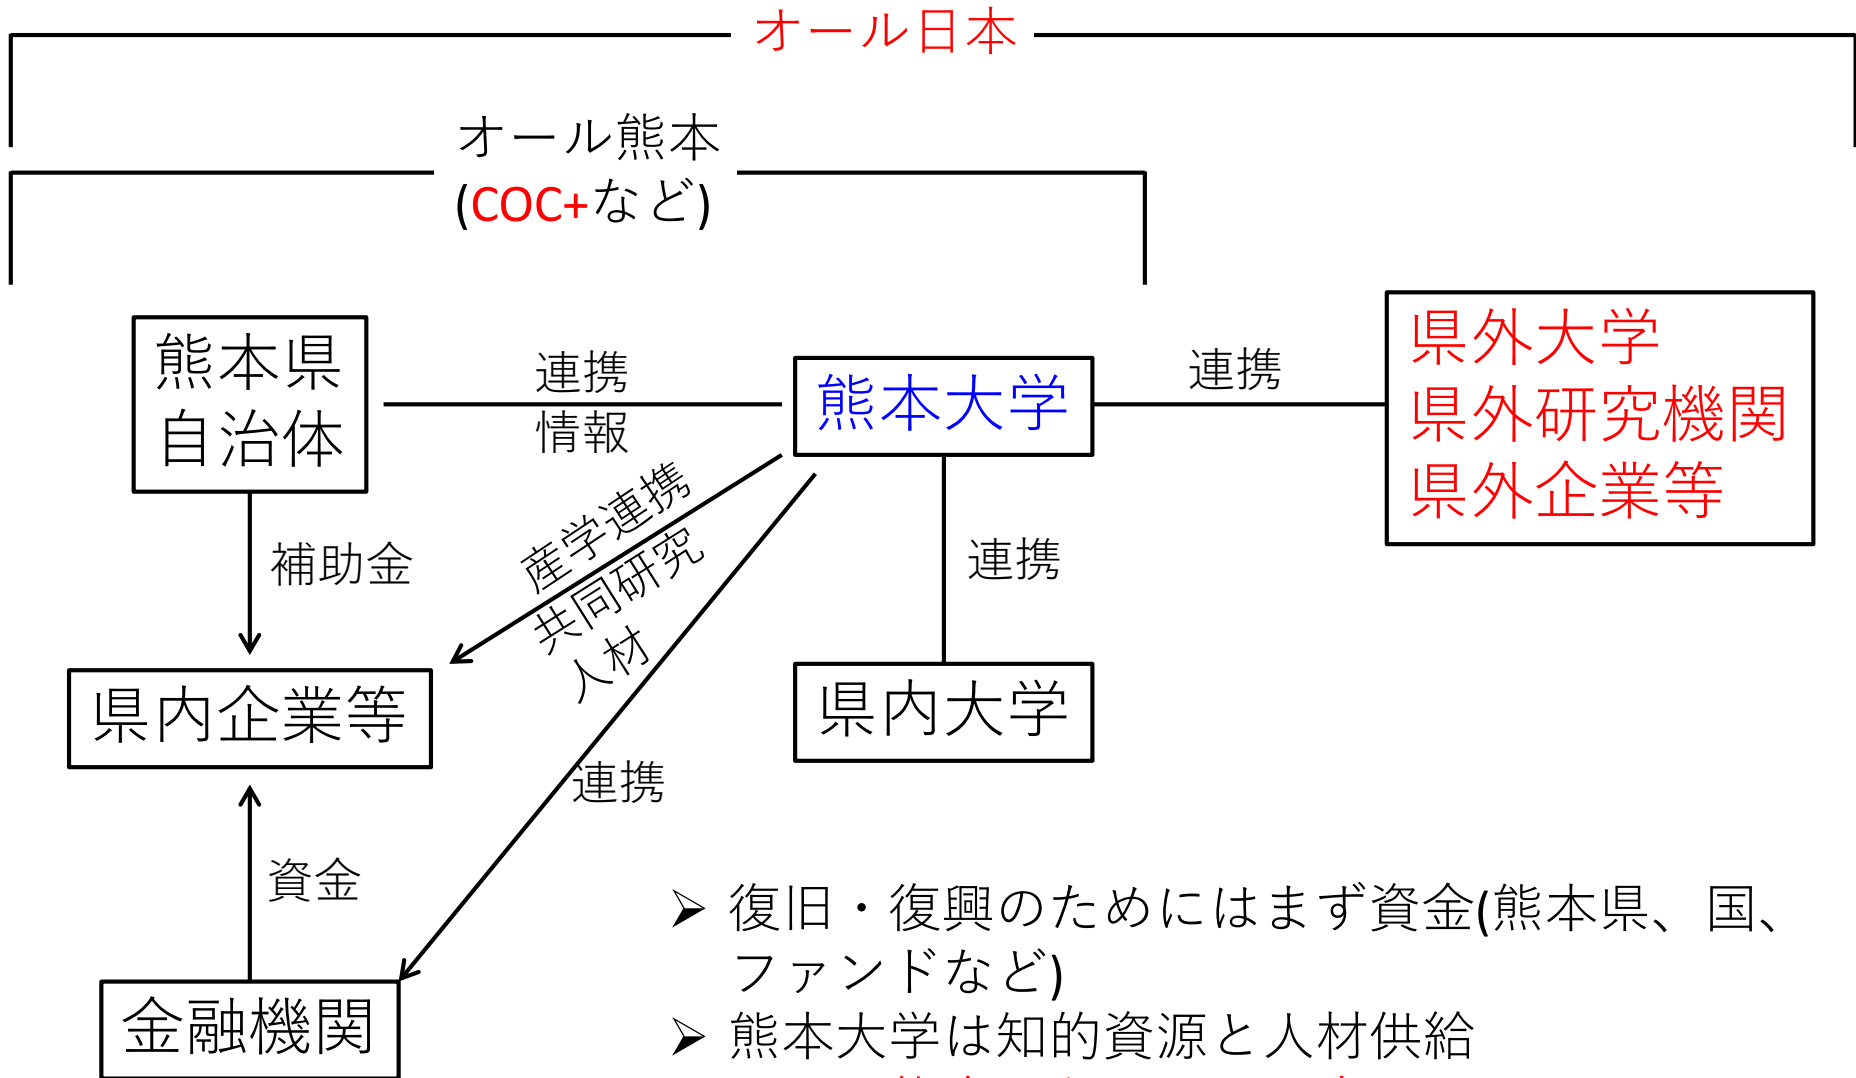 オール日本
オール熊本
(COC+など)
熊本県
自治体
連携
情報
熊本大学
連携
県外大学
県外研究機関
県外企業等
補助金
産学連携
共同研究
人材
連携
県内企業等
県内大学
連携
資金
金融機関
➢ 復旧・復興のためにはまず資金(熊本県、国、
ファンドなど)
➢ 熊本大学は知的資源と人材供給